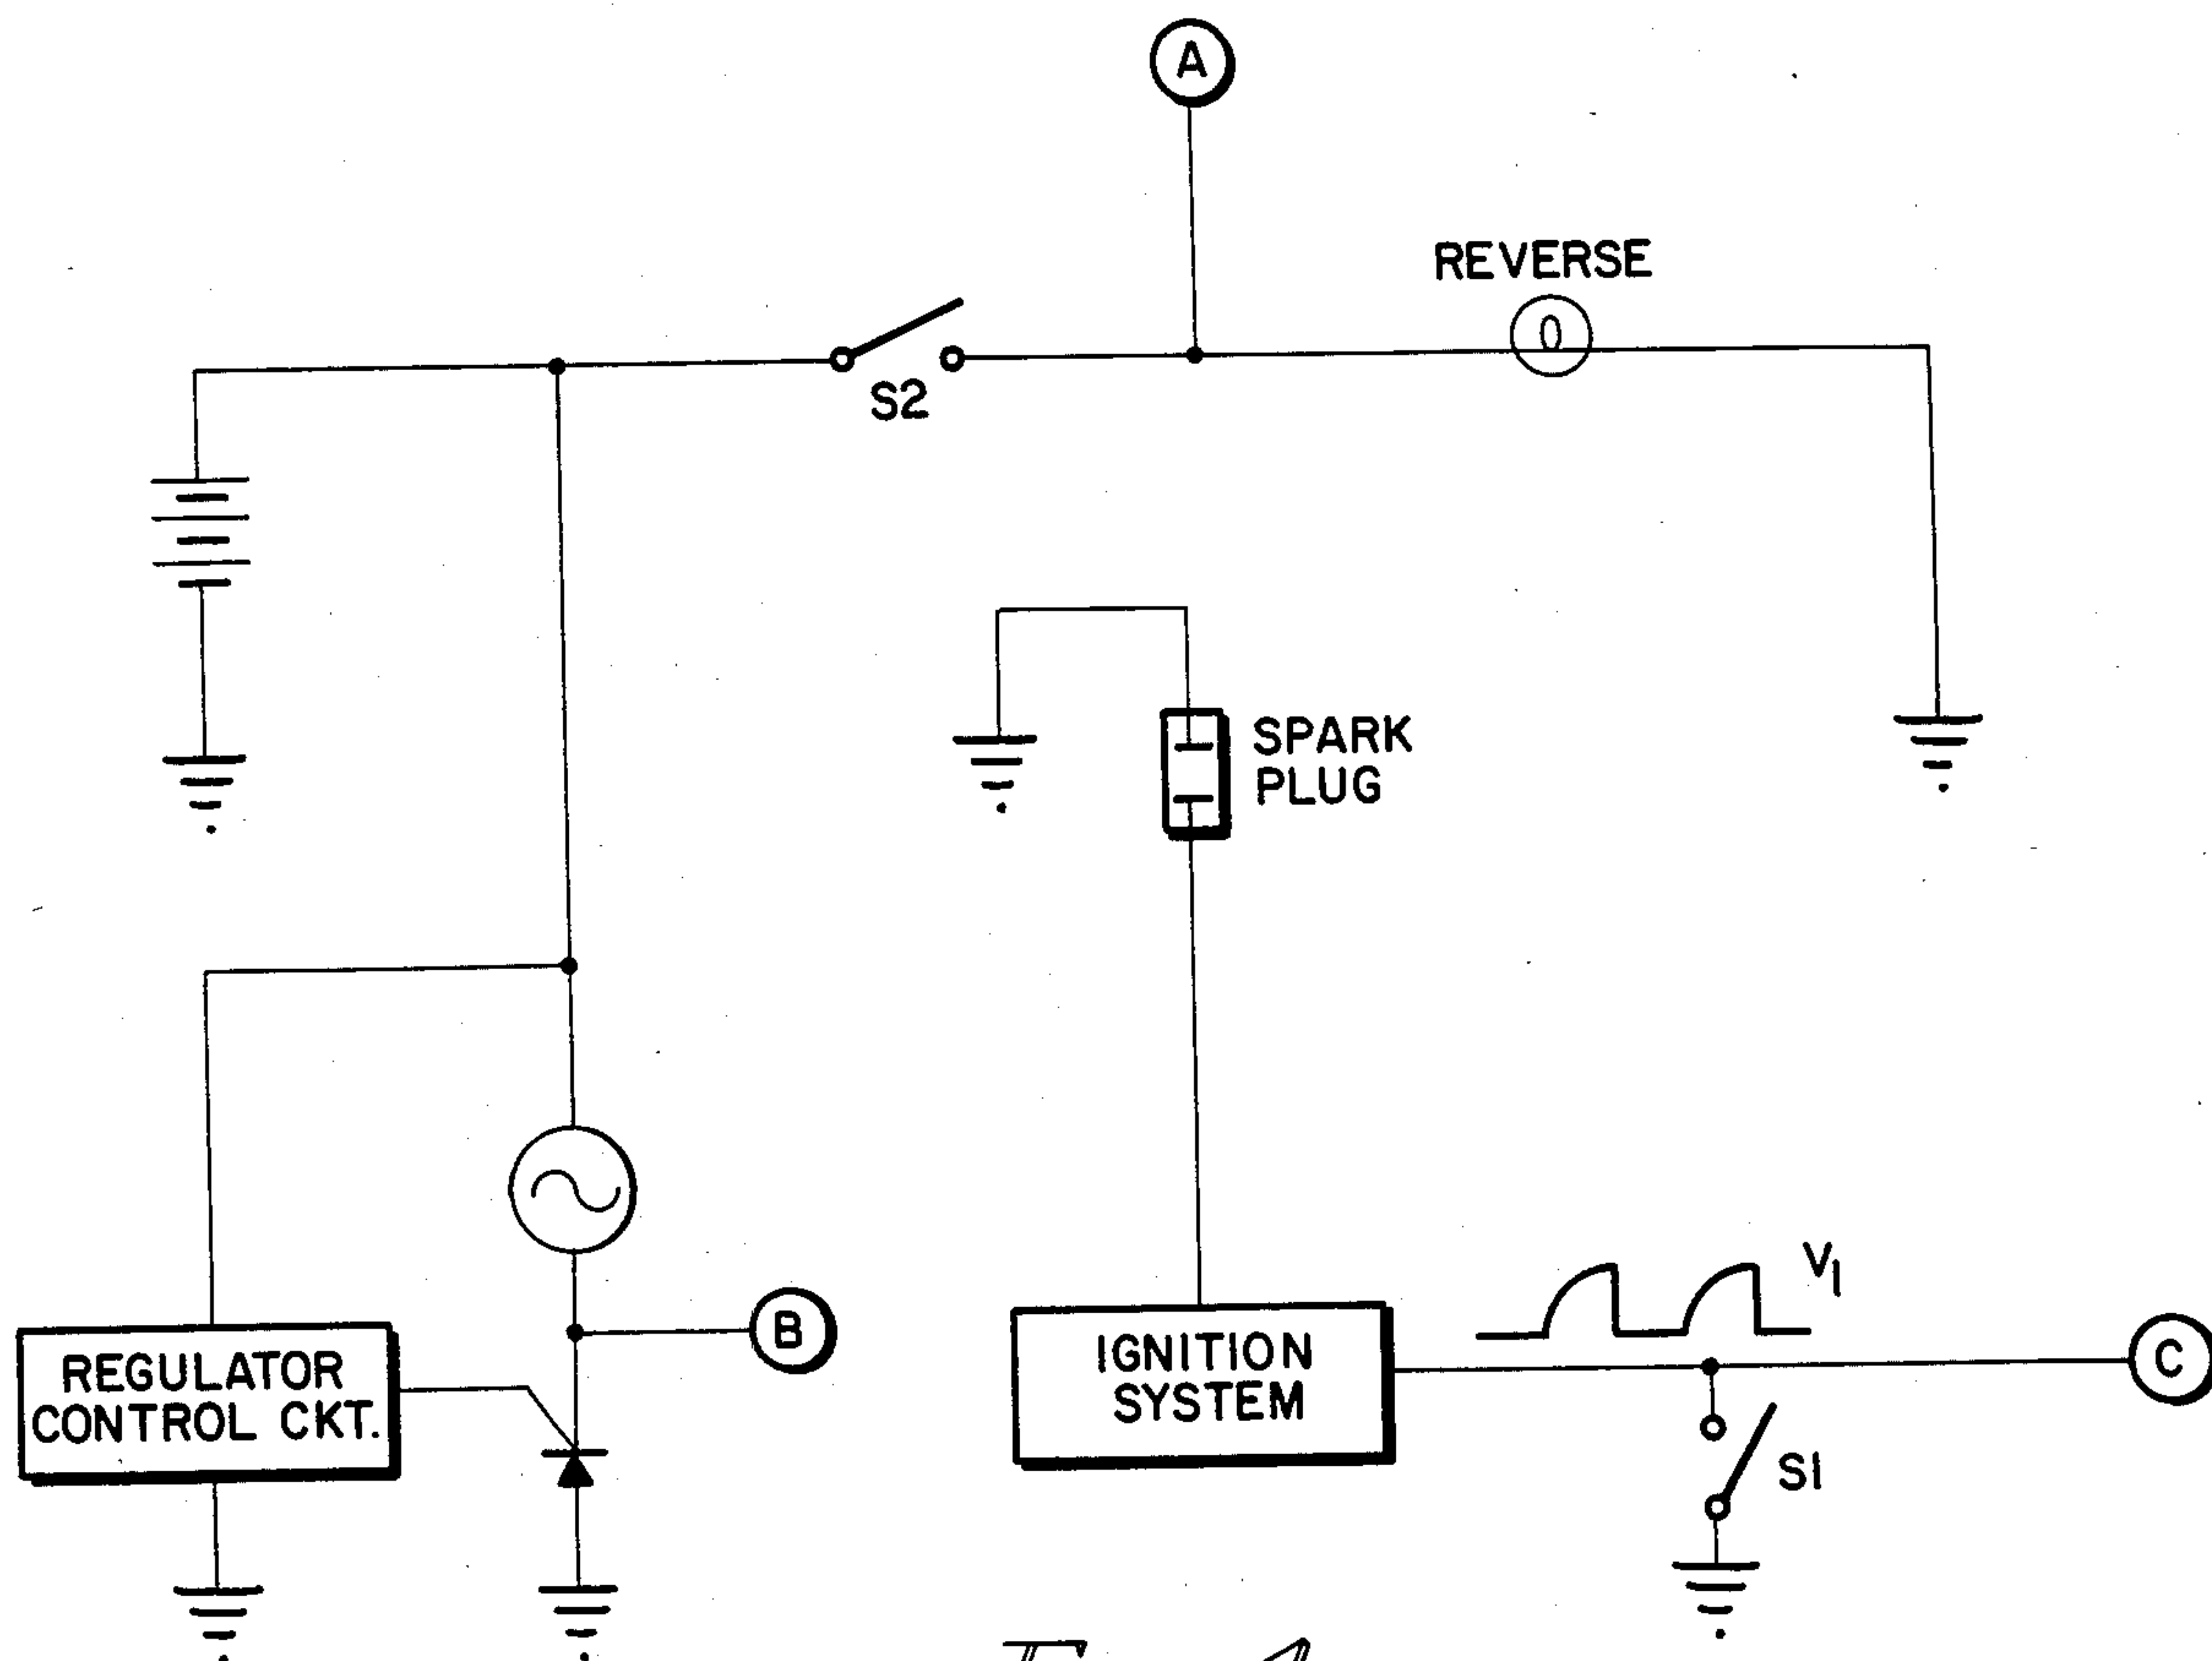 A
REVERSE
S2
SPARK
PLUG
V1
B
IGNITION
SYSTEM
C
REGULATOR
CONTROL CKT.
S1